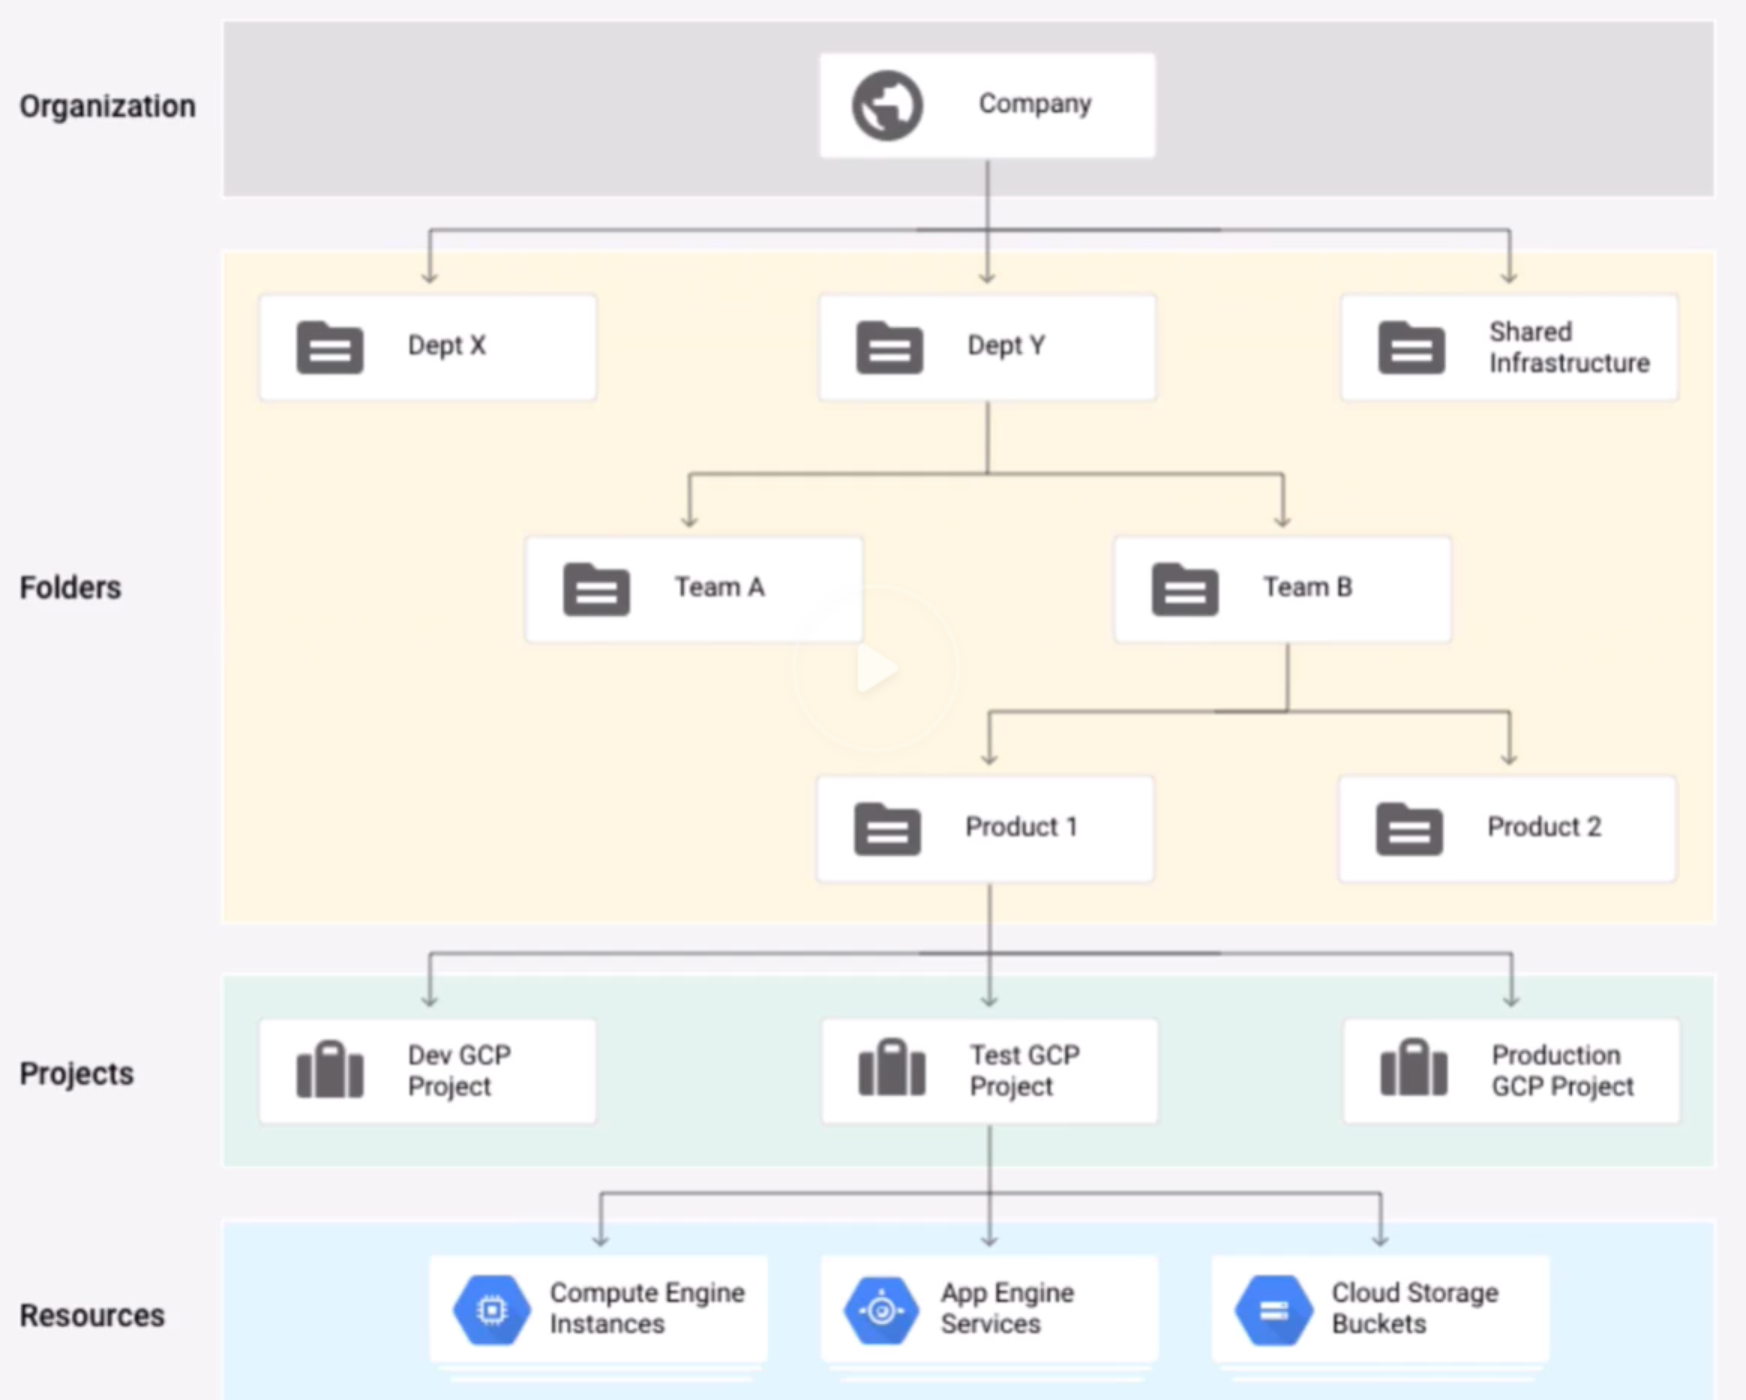 Organization
Company
Dept X
Dept Y
Shared
Infrastructure
Folders
Team A
Team B
Product 1
Product 2
Projects
Dev GCP
Project
Test GCP
Project
Production
GCP Project
Resources
Compute Engine
Instances
App Engine
Services
Cloud Storage
Buckets